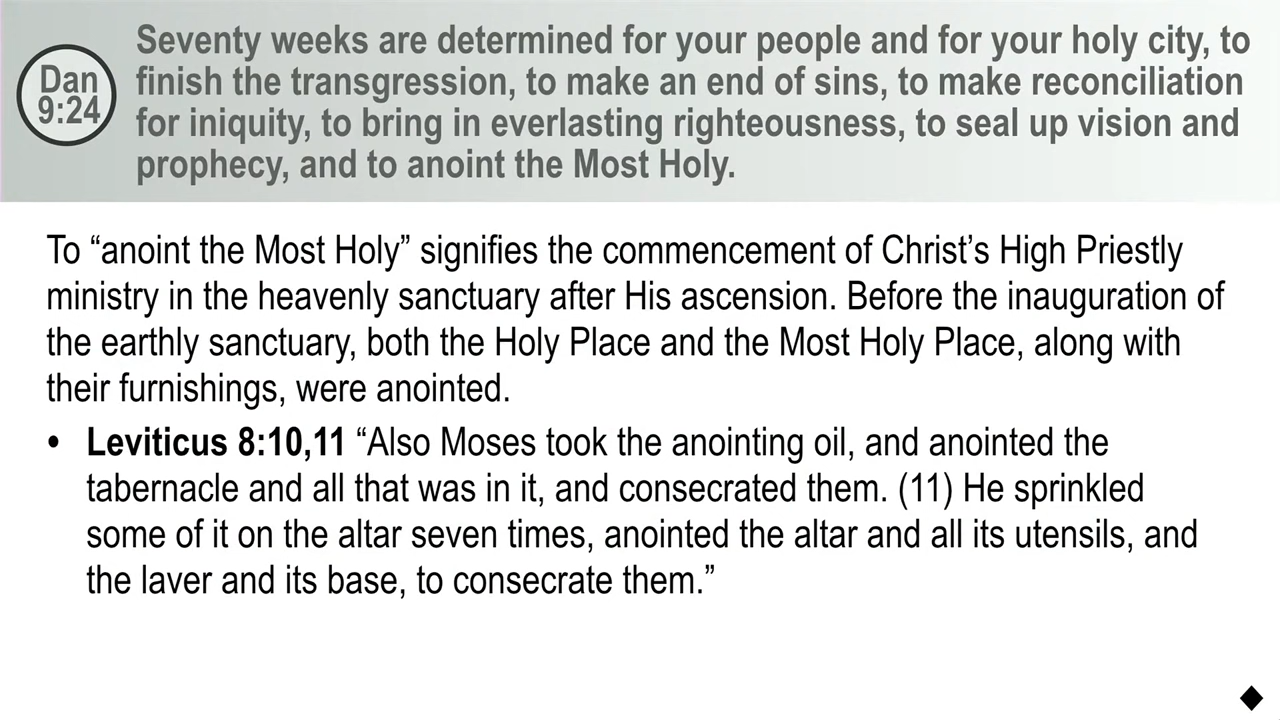 Dan
9:24
Seventy weeks are determined for your people and for your holy city, to
finish the transgression, to make an end of sins, to make reconciliation
for iniquity, to bring in everlasting righteousness, to seal up vision and
prophecy, and to anoint the Most Holy.
To “anoint the Most Holy” signifies the commencement of Christ’s High Priestly
ministry in the heavenly sanctuary after His ascension. Before the inauguration of
the earthly sanctuary, both the Holy Place and the Most Holy Place, along with
their furnishings, were anointed.
• Leviticus 8:10,11 “Also Moses took the anointing oil, and anointed the
tabernacle and all that was in it, and consecrated them. (11) He sprinkled
some of it on the altar seven times, anointed the altar and all its utensils, and
the laver and its base, to consecrate them.”